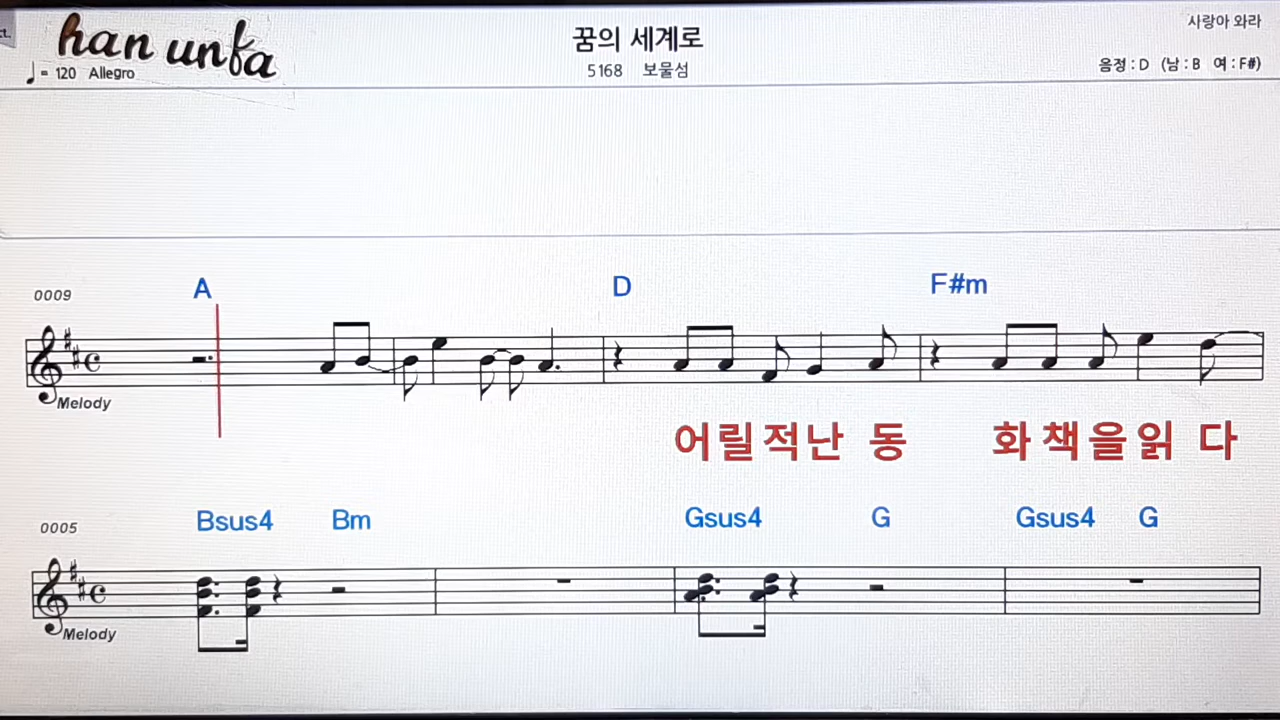 ct.
han unfa
꿈의 세계로
사랑아 와라
= 120 Allegro
5168 보물섬
음정 : D (남 : B 여 : F#)
0009
A
D
F#m
Melody
어릴적난 동 화책을읽 다
0005
Bsus4 Bm Gsus4 G Gsus4 G
Melody